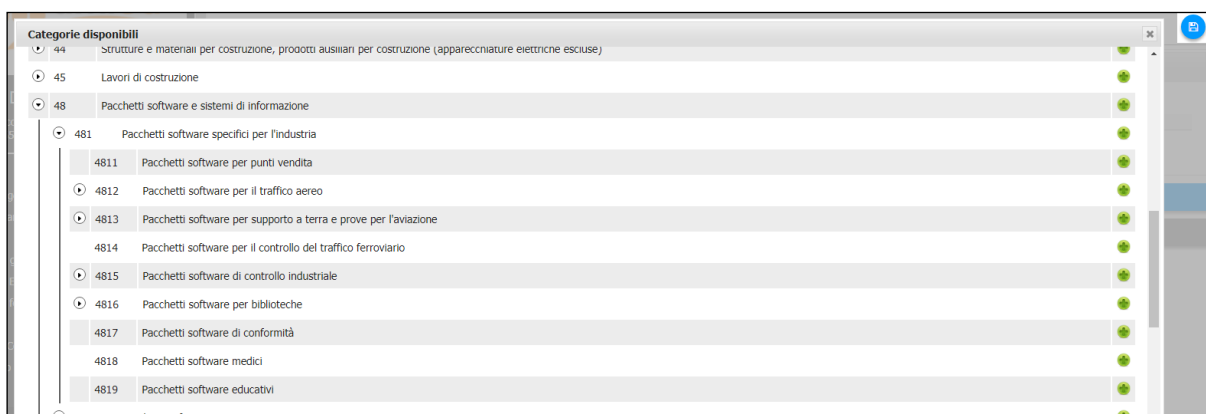 Categorie disponibili
44 Strutture e materiali per costruzione, prodotti ausiliari per costruzione (apparecchiature elettriche escluse)
45 Lavori di costruzione
48 Pacchetti software e sistemi di informazione
481 Pacchetti software specifici per l'industria
4811 Pacchetti software per punti vendita
4812 Pacchetti software per il traffico aereo
4813 Pacchetti software per supporto a terra e prove per l'aviazione
4814 Pacchetti software per il controllo del traffico ferroviario
4815 Pacchetti software di controllo industriale
4816 Pacchetti software per biblioteche
4817 Pacchetti software di conformità
4818 Pacchetti software medici
4819 Pacchetti software educativi